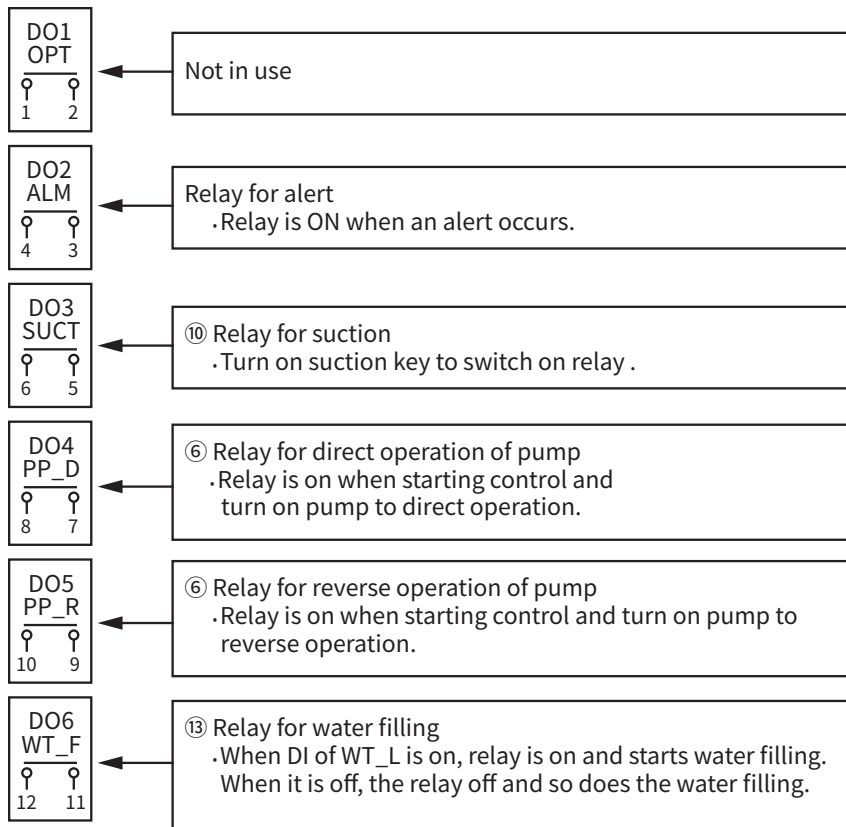 DO1
OPT
1 2
Not in use
DO2
ALM
4 3
Relay for alert
·Relay is ON when an alert occurs.
DO3
SUCT
6 5
⑩ Relay for suction
·Turn on suction key to switch on relay .
DO4
PP_D
8 7
⑥ Relay for direct operation of pump
·Relay is on when starting control and
turn on pump to direct operation.
DO5
PP_R
10 9
⑥ Relay for reverse operation of pump
·Relay is on when starting control and turn on pump to
reverse operation.
DO6
WT_F
12 11
⑬ Relay for water filling
·When DI of WT_L is on, relay is on and starts water filling.
When it is off, the relay off and so does the water filling.